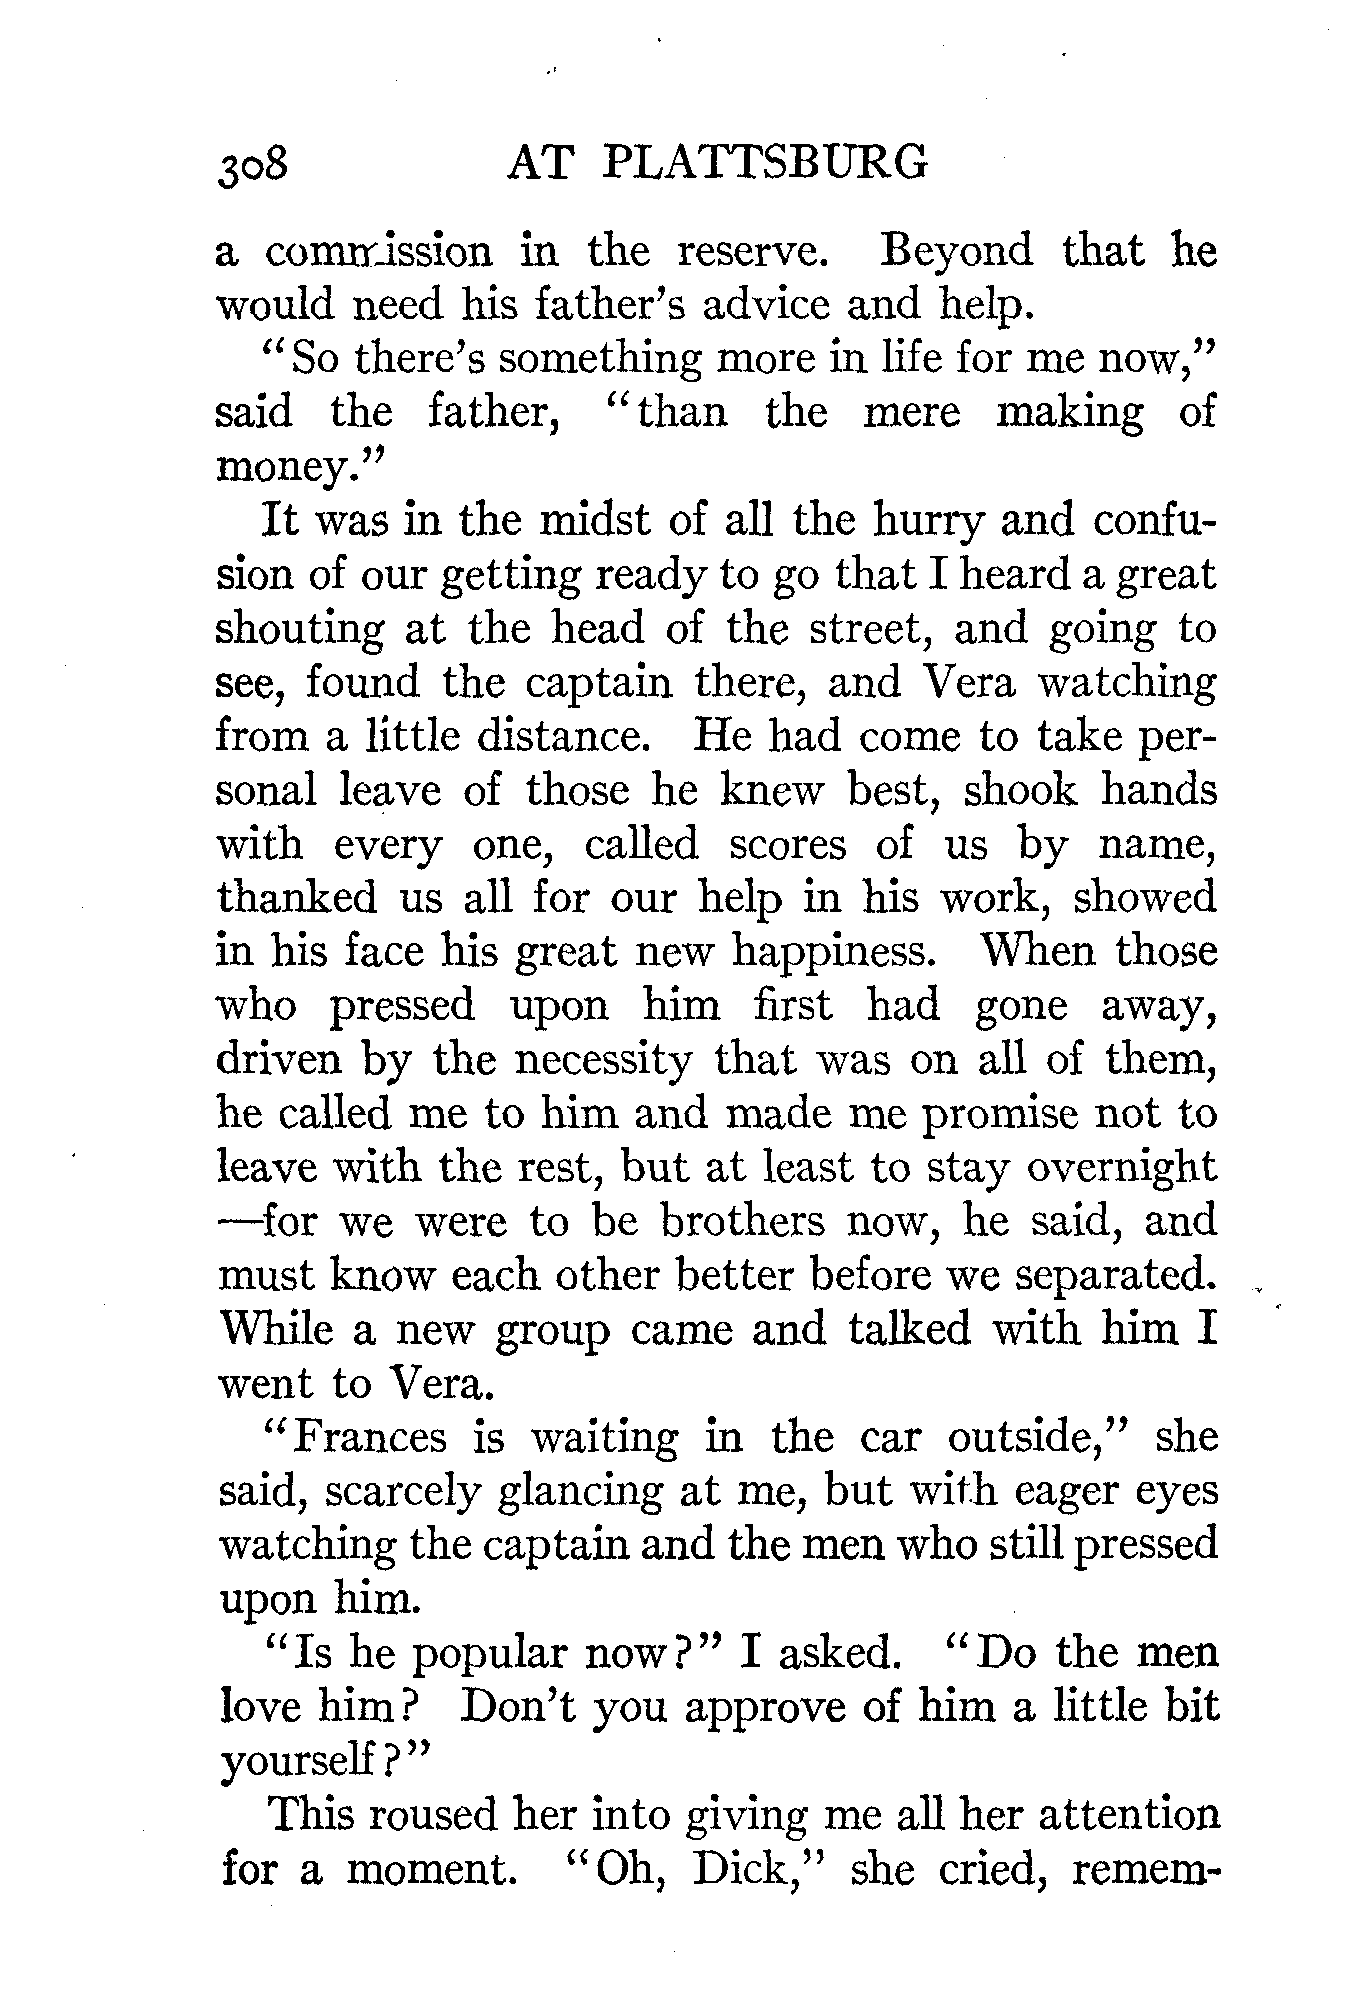 308 AT PLATTSBURG
a commission in the reserve. Beyond that he
would need his father's advice and help.
"So there's something more in life for me now,"
said the father, "than the mere making of
money."
It was in the midst of all the hurry and confu-
sion of our getting ready to go that I heard a great
shouting at the head of the street, and going to
see, found the captain there, and Vera watching
from a little distance. He had come to take per-
sonal leave of those he knew best, shook hands
with every one, called scores of us by name,
thanked us all for our help in his work, showed
in his face his great new happiness. When those
who pressed upon him first had gone away,
driven by the necessity that was on all of them,
he called me to him and made me promise not to
leave with the rest, but at least to stay overnight
—for we were to be brothers now, he said, and
must know each other better before we separated.
While a new group came and talked with him I
went to Vera.
"Frances is waiting in the car outside," she
said, scarcely glancing at me, but with eager eyes
watching the captain and the men who still pressed
upon him.
"Is he popular now?" I asked. "Do the men
love him? Don't you approve of him a little bit
yourself?"
This roused her into giving me all her attention
for a moment. "Oh, Dick," she cried, remem-